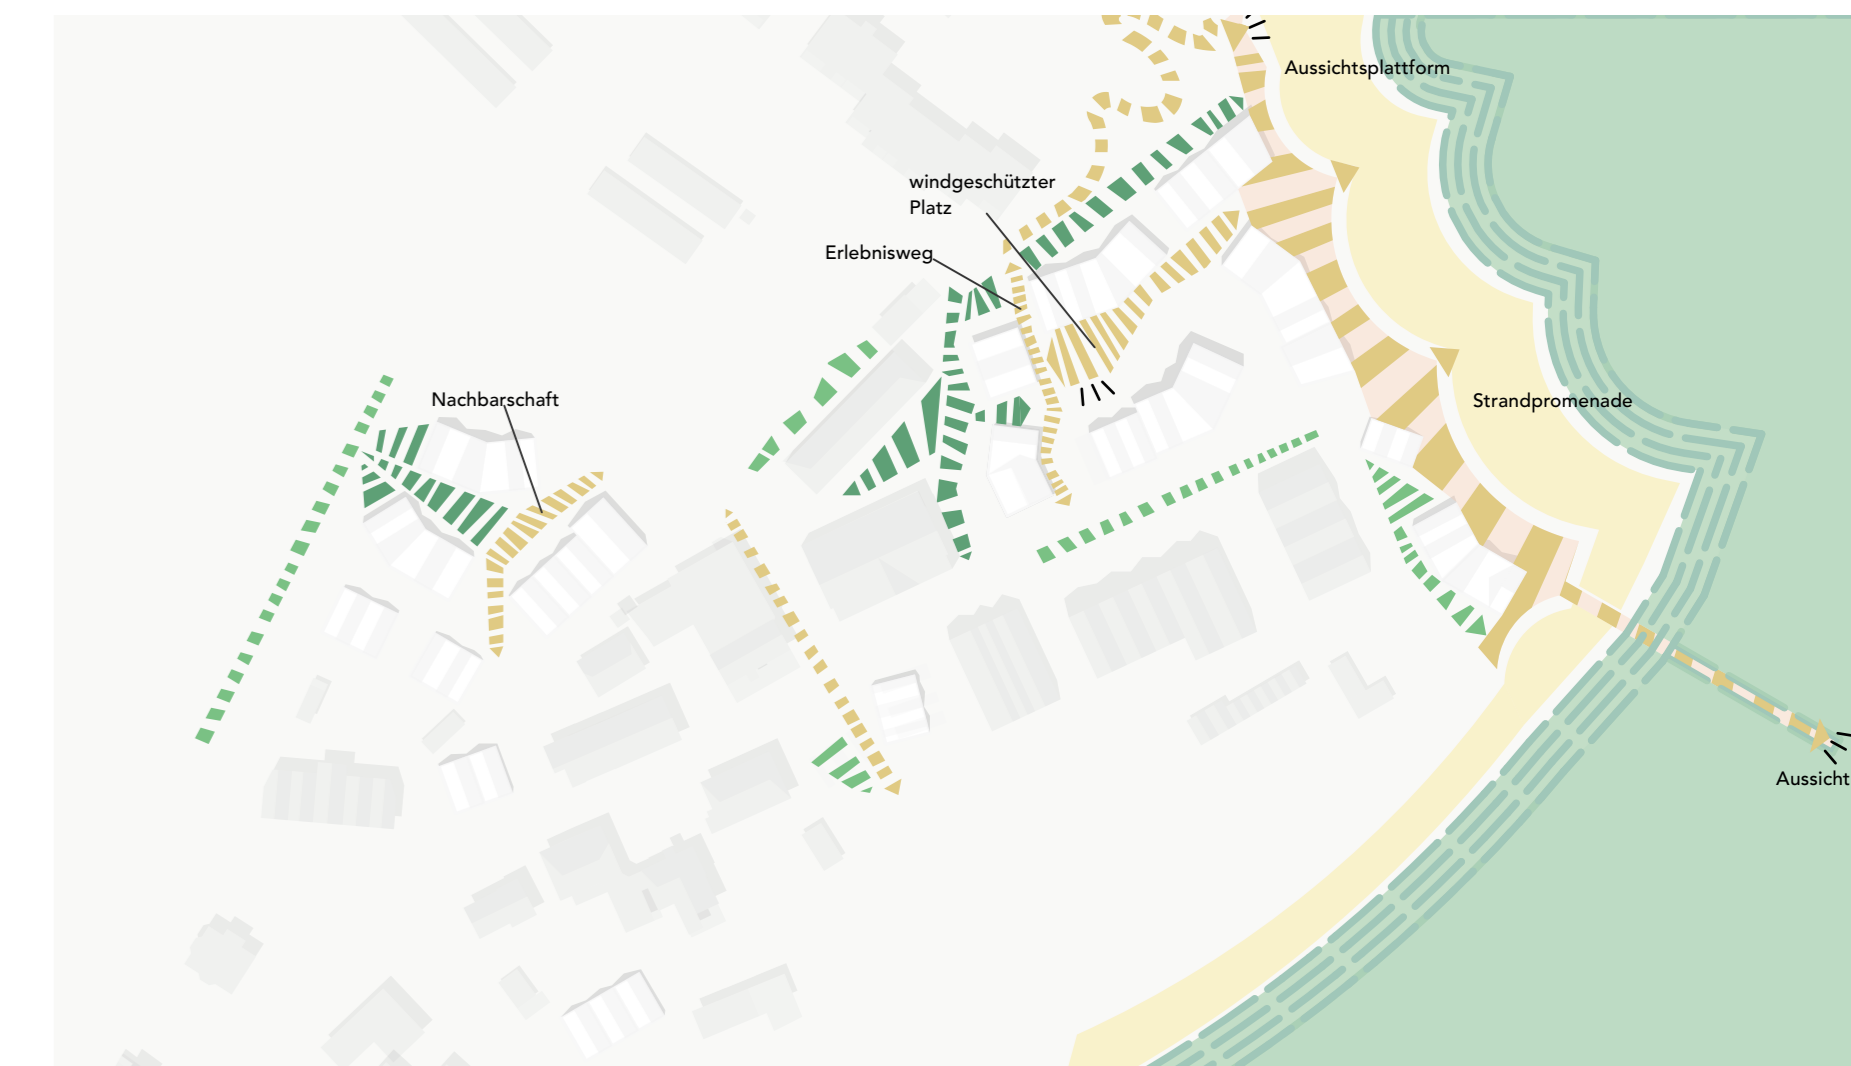 Aussichtsplattform
windgeschützter
Platz
Erlebnisweg
Nachbarschaft
Strandpromenade
Aussicht